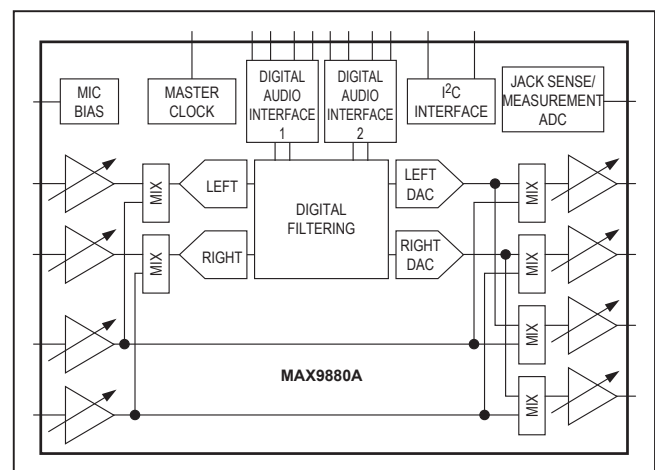 MIC
BIAS
MASTER
CLOCK
DIGITAL
AUDIO
INTERFACE
1
DIGITAL
AUDIO
INTERFACE
2
I²C
INTERFACE
JACK SENSE/
MEASUREMENT
ADC
MIX
LEFT
DIGITAL
FILTERING
LEFT
DAC
MIX
MIX
RIGHT
RIGHT
DAC
MIX
MIX
MAX9880A
MIX